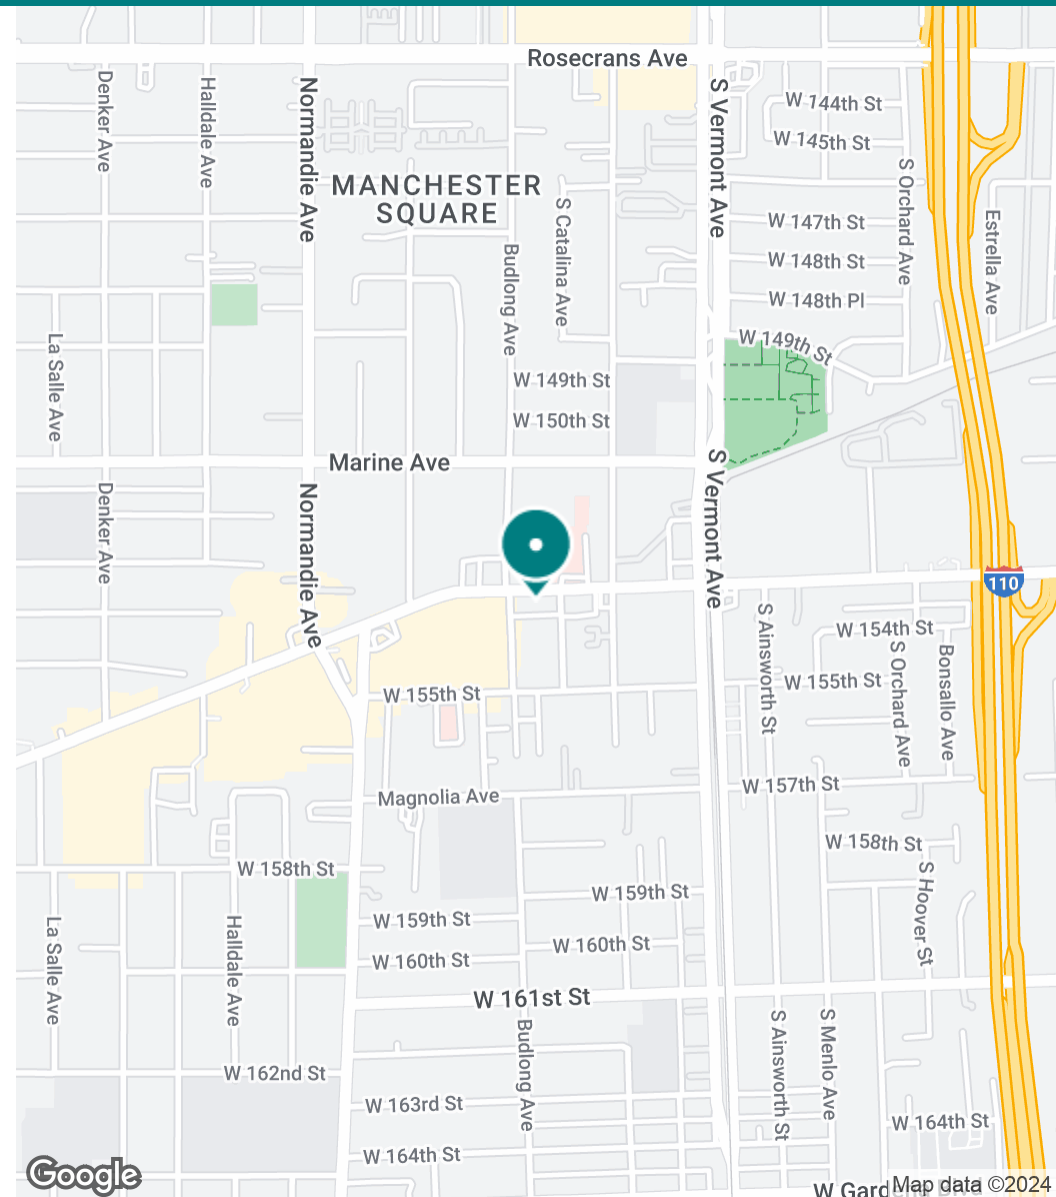 Rosecrans Ave
Denker Ave
Halldale Ave
Normandie Ave
S Vermont Ave
W 144th St
W 145th St
S Orchard Ave
MANCHESTER
SQUARE
S Catalina Ave
W 147th St
Estrella Ave
Budlong Ave
W 148th St
W 148th Pl
La Salle Ave
W 149th St
W 149th St
W 150th St
Marine Ave
S Vermont Ave
Denker Ave
Normandie Ave
110
S Ainsworth St
W 154th St
S Orchard Ave
Bonsallo Ave
W 155th St
W 155th St
W 157th St
Magnolia Ave
W 158th St
W 158th St
S Hoover St
W 159th St
W 159th St
La Salle Ave
Halldale Ave
W 160th St
W 160th St
W 161st St
Budlong Ave
S Ainsworth St
S Menlo Ave
W 162nd St
W 163rd St
W 164th St
W 164th St
Google
W Gardena Blvd
Map data ©2024